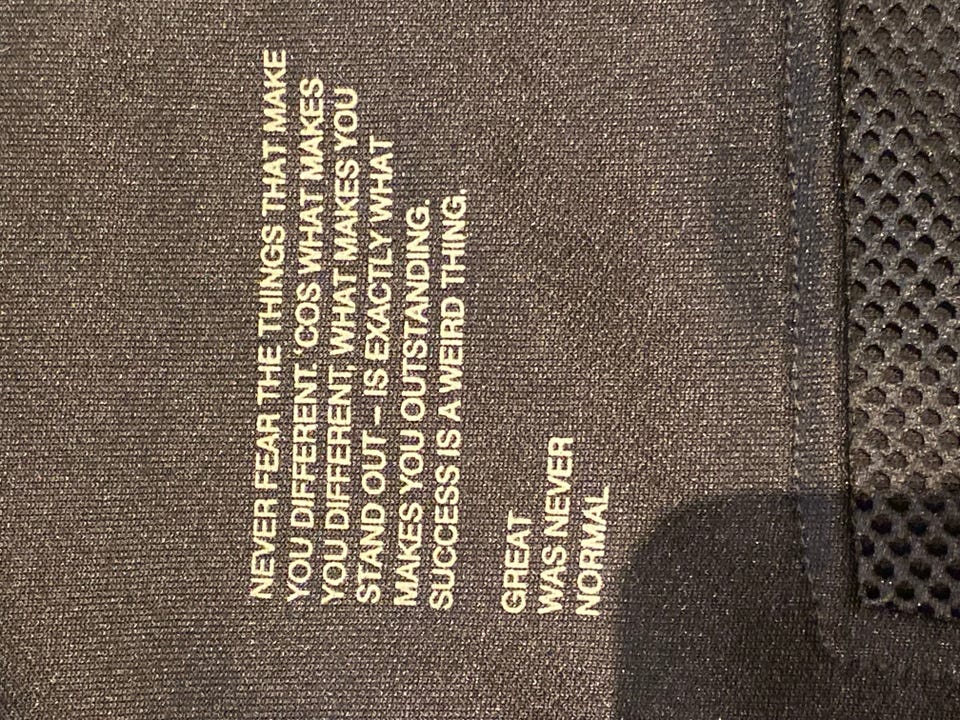 NEVER FEAR THE THINGS THAT MAKE
YOU DIFFERENT. 'COS WHAT MAKES
YOU DIFFERENT, WHAT MAKES YOU
STAND OUT – IS EXACTLY WHAT
MAKES YOU OUTSTANDING.
SUCCESS IS A WEIRD THING.
GREAT
WAS NEVER
NORMAL